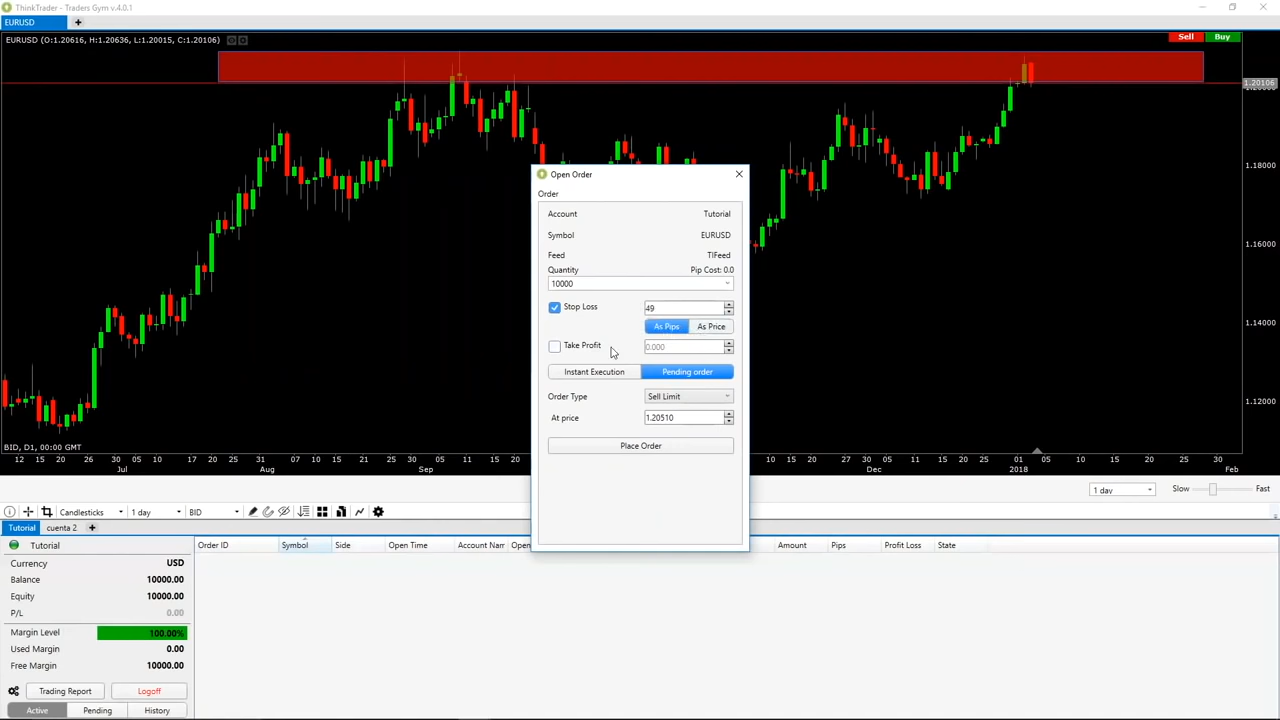 ThinkTrader - Traders Gym v.4.0.1
EURUSD +
EURUSD (O:1.20616, H:1.20636, L:1.20015, C:1.20106)
Sell Buy
1.20106
1.18000
1.16000
1.14000
1.12000
Open Order
Order
Account Tutorial
Symbol EURUSD
Feed TIFeed
Quantity Pip Cost: 0.0
10000
Stop Loss 49
As Pips As Price
Take Profit 0.000
Instant Execution Pending order
Order Type Sell Limit
At price 1.20510
Place Order
BID, D1, 00:00 GMT
12 15 20 26 30 05 10 17 20 25 01 07 10 15 20 25 30 05 12 15 20 10 15 20 27 30 05 12 15 20 25 01 05 10 15 20 25 30
Jul Aug Sep Dec 2018 Feb
1 day Slow Fast
Candlesticks 1 day BID
Tutorial cuenta 2 +
Tutorial
Order ID Symbol Side Open Time Account Nam Open Amount Pips Profit Loss State
Currency USD
Balance 10000.00
Equity 10000.00
P/L 0.00
Margin Level 100.00%
Used Margin 0.00
Free Margin 10000.00
Trading Report Logoff
Active Pending History